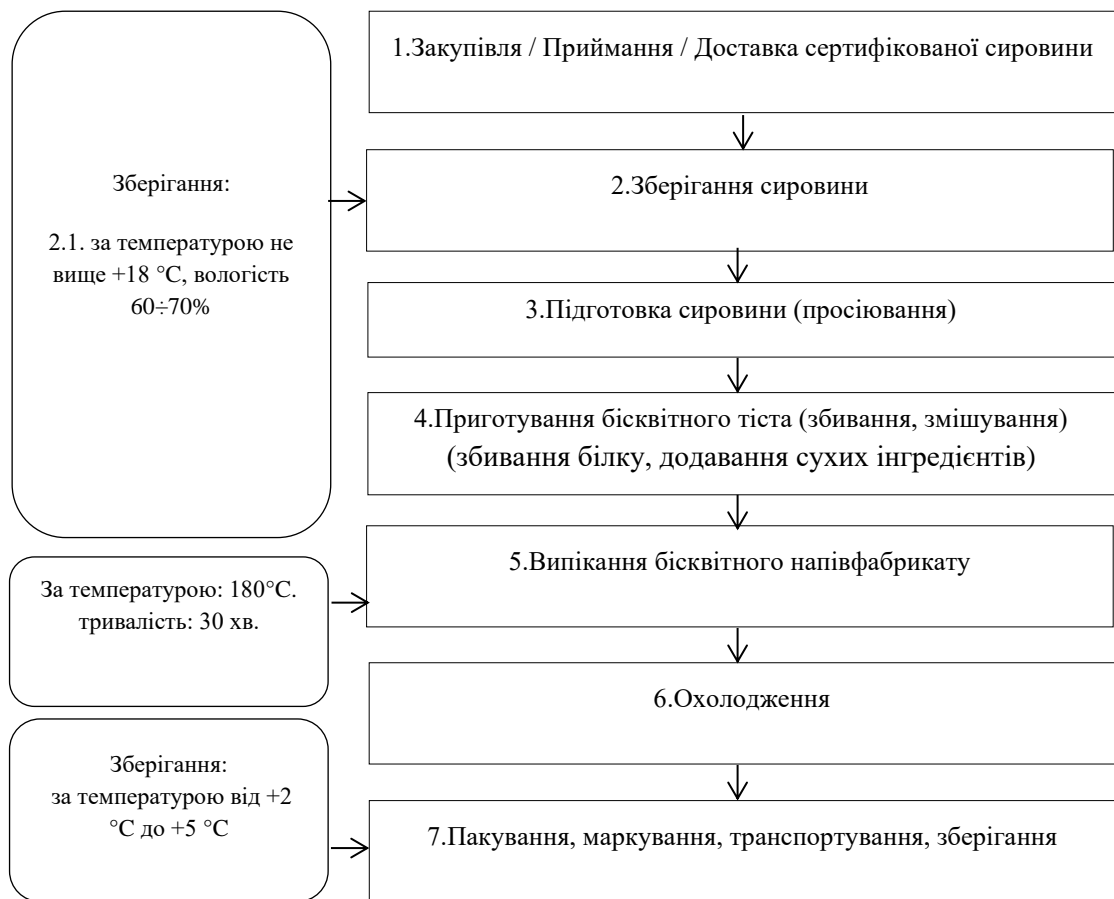 1.Закупівля / Приймання / Доставка сертифікованої сировини
Зберігання:
2.1. за температурою не
вище +18 °С, вологість
60÷70%
2.Зберігання сировини
3.Підготовка сировини (просіювання)
4.Приготування бісквітного тіста (збивання, змішування)
(збивання білку, додавання сухих інгредієнтів)
За температурою: 180°С.
тривалість: 30 хв.
5.Випікання бісквітного напівфабрикату
6.Охолодження
Зберігання:
за температурою від +2
°С до +5 °С
7.Пакування, маркування, транспортування, зберігання